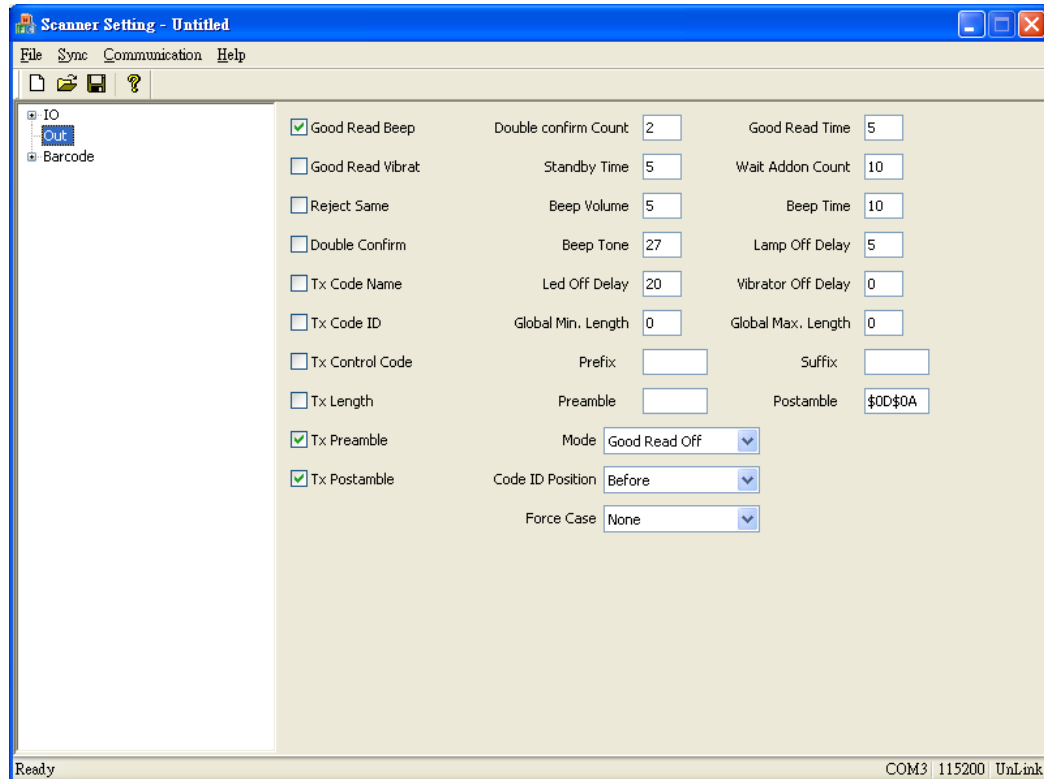 Scanner Setting - Untitled
File Sync Communication Help
IO
Out
Barcode
Good Read Beep Double confirm Count 2 Good Read Time 5
Good Read Vibrat Standby Time 5 Wait Addon Count 10
Reject Same Beep Volume 5 Beep Time 10
Double Confirm Beep Tone 27 Lamp Off Delay 5
Tx Code Name Led Off Delay 20 Vibrator Off Delay 0
Tx Code ID Global Min. Length 0 Global Max. Length 0
Tx Control Code Prefix Suffix
Tx Length Preamble Postamble $0D$0A
Tx Preamble Mode Good Read Off
Tx Postamble Code ID Position Before
Force Case None
Ready COM3 115200 UnLink